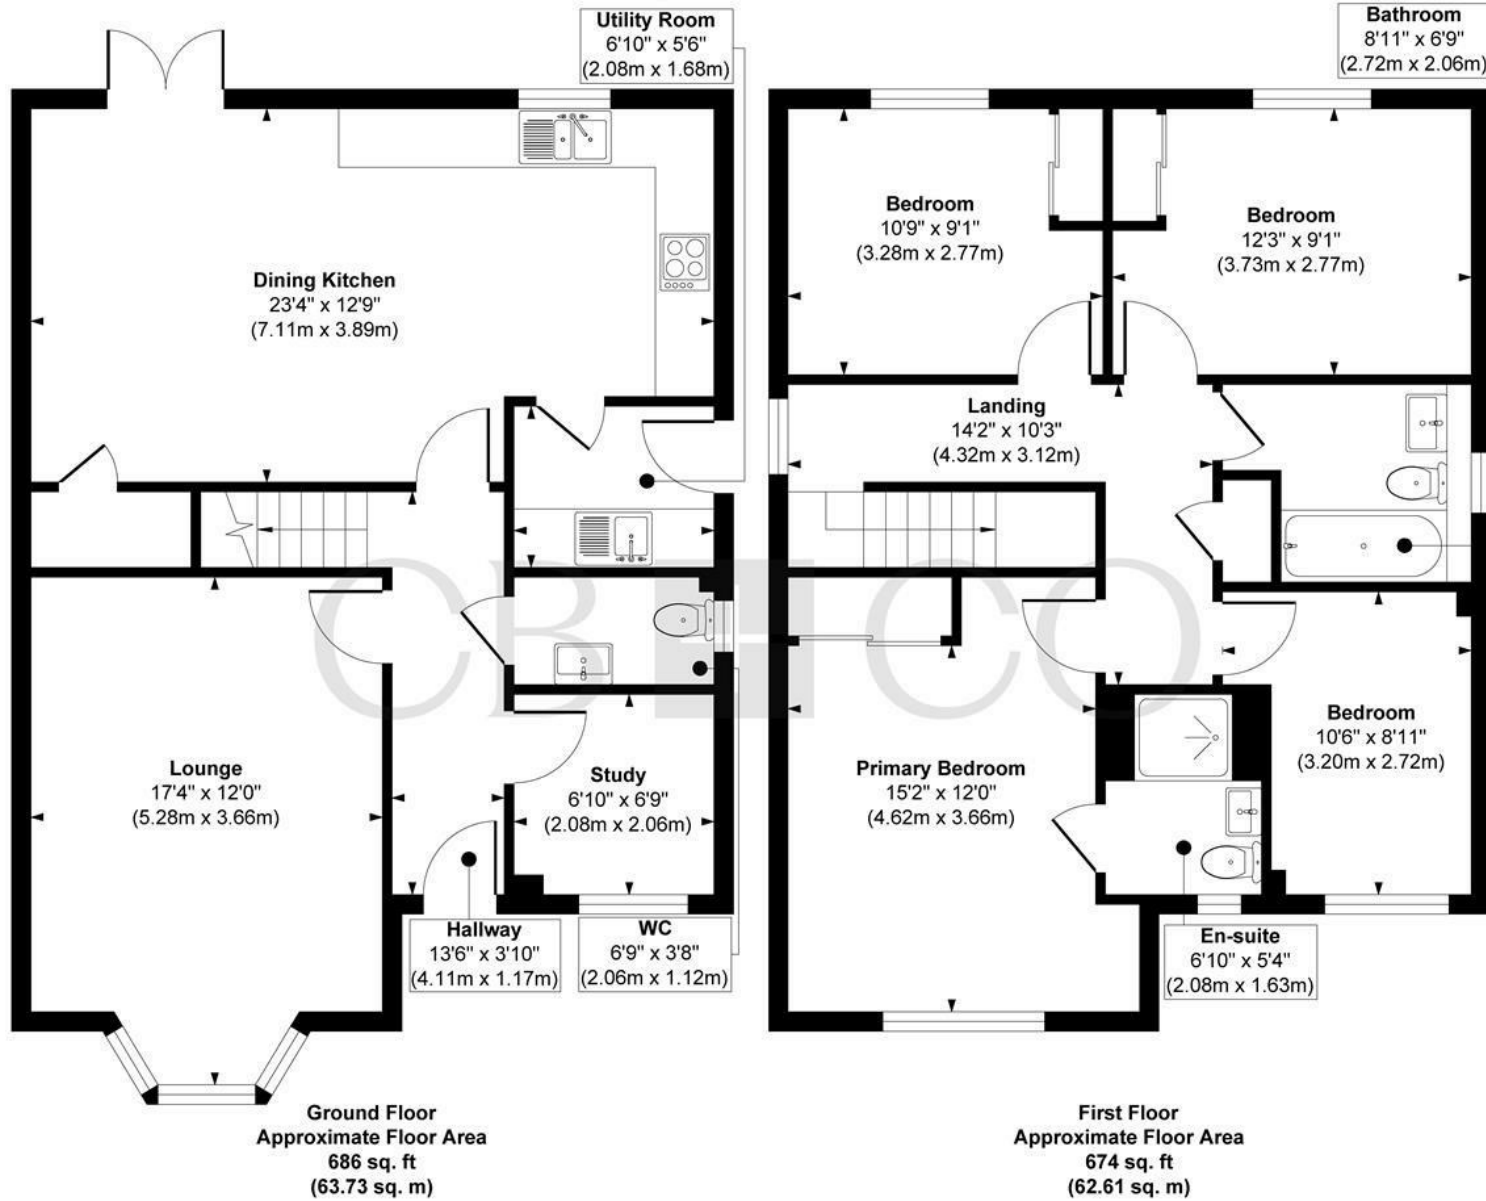 Utility Room
6'10" x 5'6"
(2.08m x 1.68m)
Dining Kitchen
23'4" x 12'9"
(7.11m x 3.89m)
Lounge
17'4" x 12'0"
(5.28m x 3.66m)
Study
6'10" x 6'9"
(2.08m x 2.06m)
Hallway
13'6" x 3'10"
(4.11m x 1.17m)
WC
6'9" x 3'8"
(2.06m x 1.12m)
Ground Floor
Approximate Floor Area
686 sq. ft
(63.73 sq. m)
Bathroom
8'11" x 6'9"
(2.72m x 2.06m)
Bedroom
10'9" x 9'1"
(3.28m x 2.77m)
Bedroom
12'3" x 9'1"
(3.73m x 2.77m)
Landing
14'2" x 10'3"
(4.32m x 3.12m)
Primary Bedroom
15'2" x 12'0"
(4.62m x 3.66m)
Bedroom
10'6" x 8'11"
(3.20m x 2.72m)
En-suite
6'10" x 5'4"
(2.08m x 1.63m)
First Floor
Approximate Floor Area
674 sq. ft
(62.61 sq. m)
CBHCO